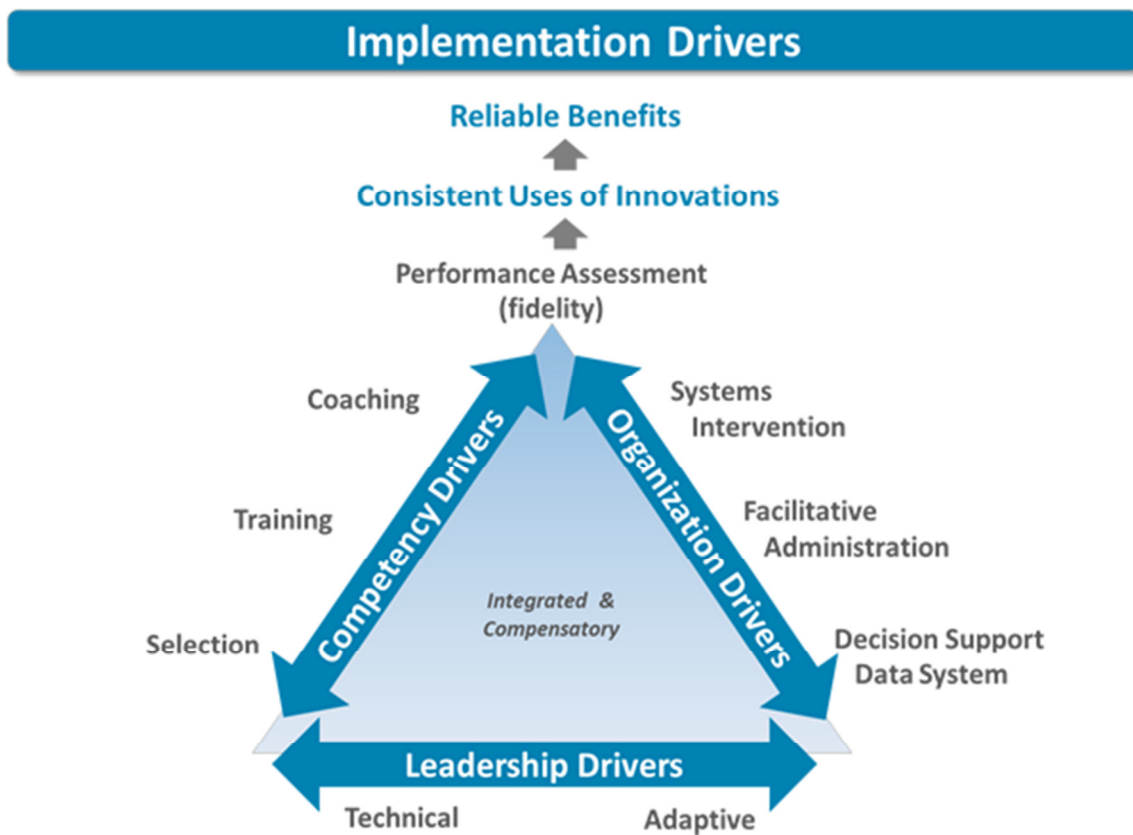 Implementation Drivers
Reliable Benefits
Consistent Uses of Innovations
Performance Assessment
(fidelity)
Coaching
Training
Selection
Competency Drivers
Integrated &
Compensatory
Organization Drivers
Systems
Intervention
Facilitative
Administration
Decision Support
Data System
Leadership Drivers
Technical
Adaptive